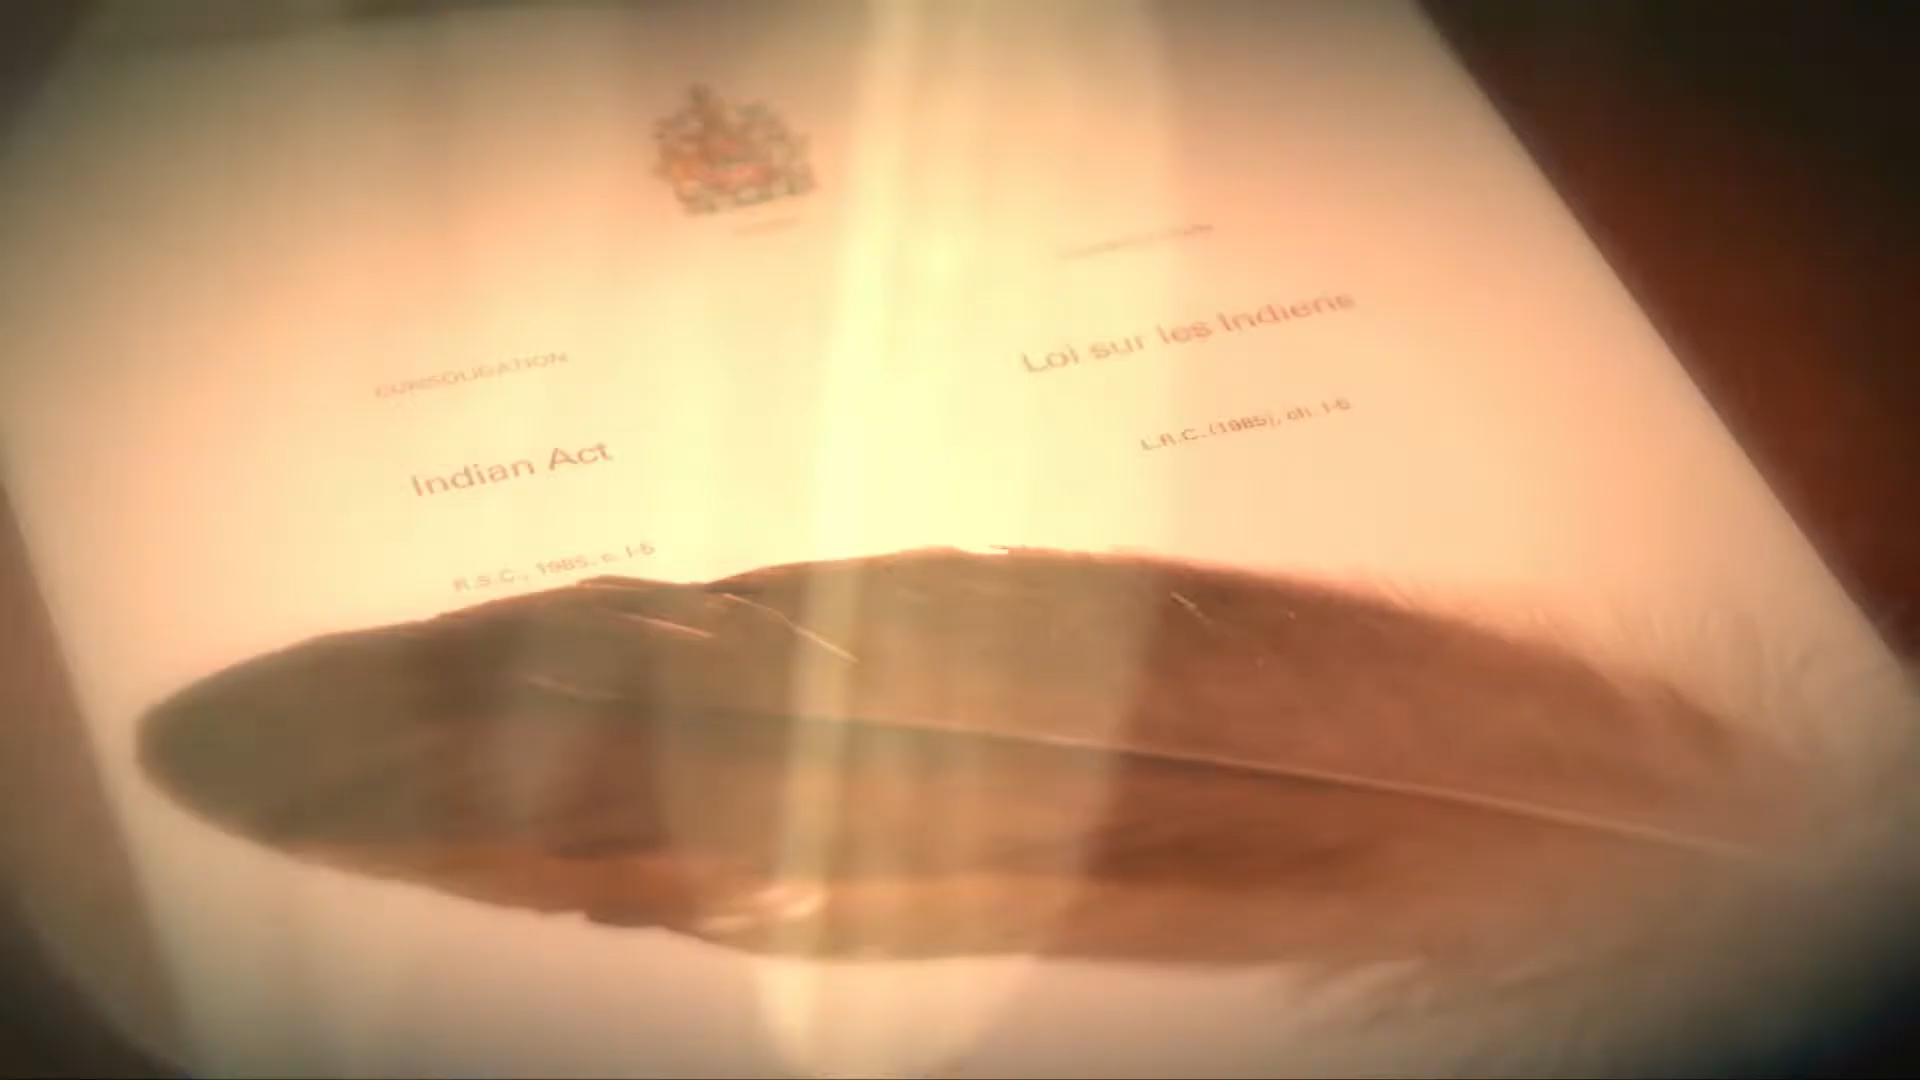 CONSOLIDATION
Indian Act
R.S.C., 1985, c. I-5
Loi sur les Indiens
L.R.C. (1985), ch. I-5